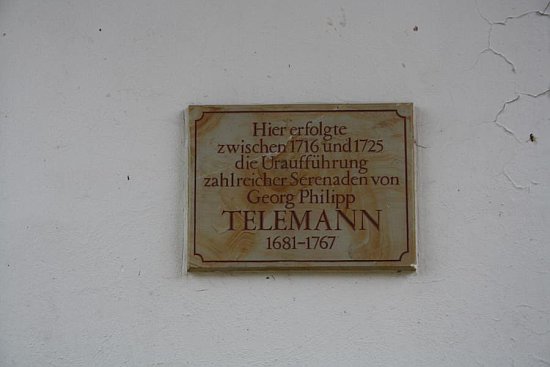 Hier erfolgte
zwischen 1716 und 1725
die Uraufführung
zahlreicher Serenaden von
Georg Philipp
TELEMANN
1681-1767